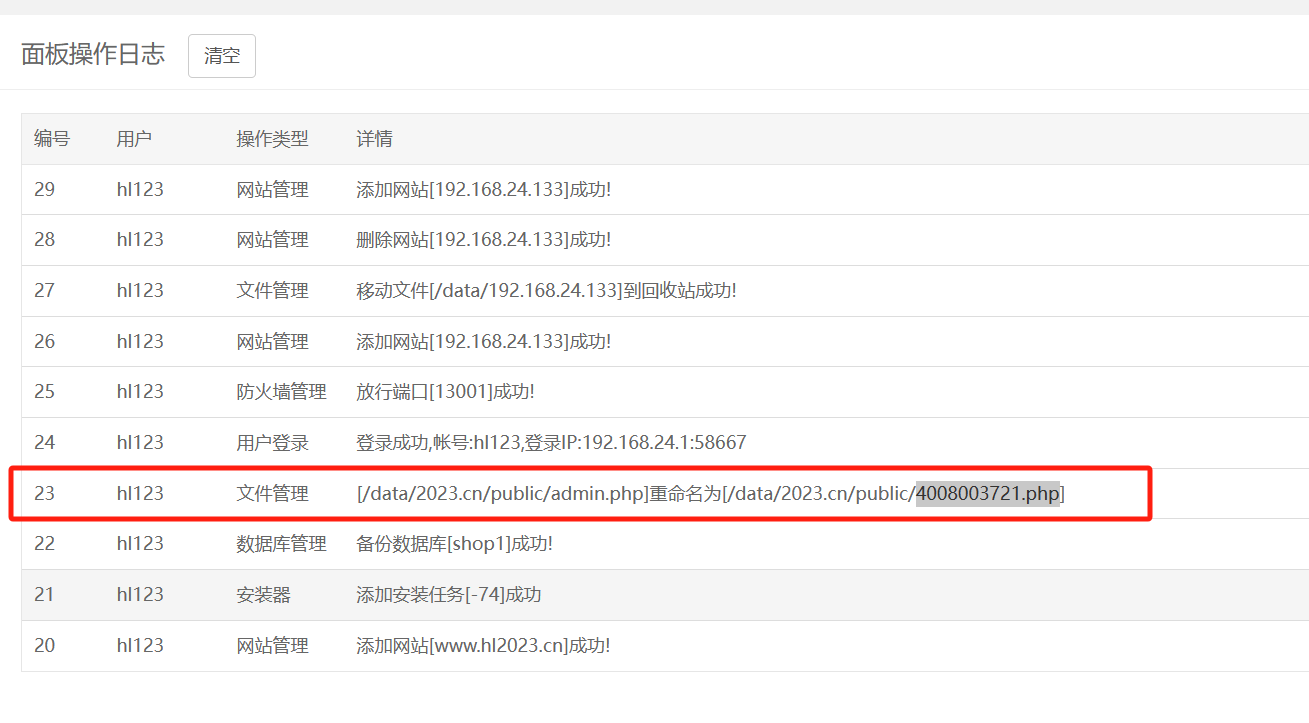 面板操作日志 清空
编号 用户 操作类型 详情
29 hl123 网站管理 添加网站[192.168.24.133]成功!
28 hl123 网站管理 删除网站[192.168.24.133]成功!
27 hl123 文件管理 移动文件[/data/192.168.24.133]到回收站成功!
26 hl123 网站管理 添加网站[192.168.24.133]成功!
25 hl123 防火墙管理 放行端口[13001]成功!
24 hl123 用户登录 登录成功,帐号:hl123,登录IP:192.168.24.1:58667
23 hl123 文件管理 [/data/2023.cn/public/admin.php]重命名为[/data/2023.cn/public/4008003721.php]
22 hl123 数据库管理 备份数据库[shop1]成功!
21 hl123 安装器 添加安装任务[-74]成功
20 hl123 网站管理 添加网站[www.hl2023.cn]成功!